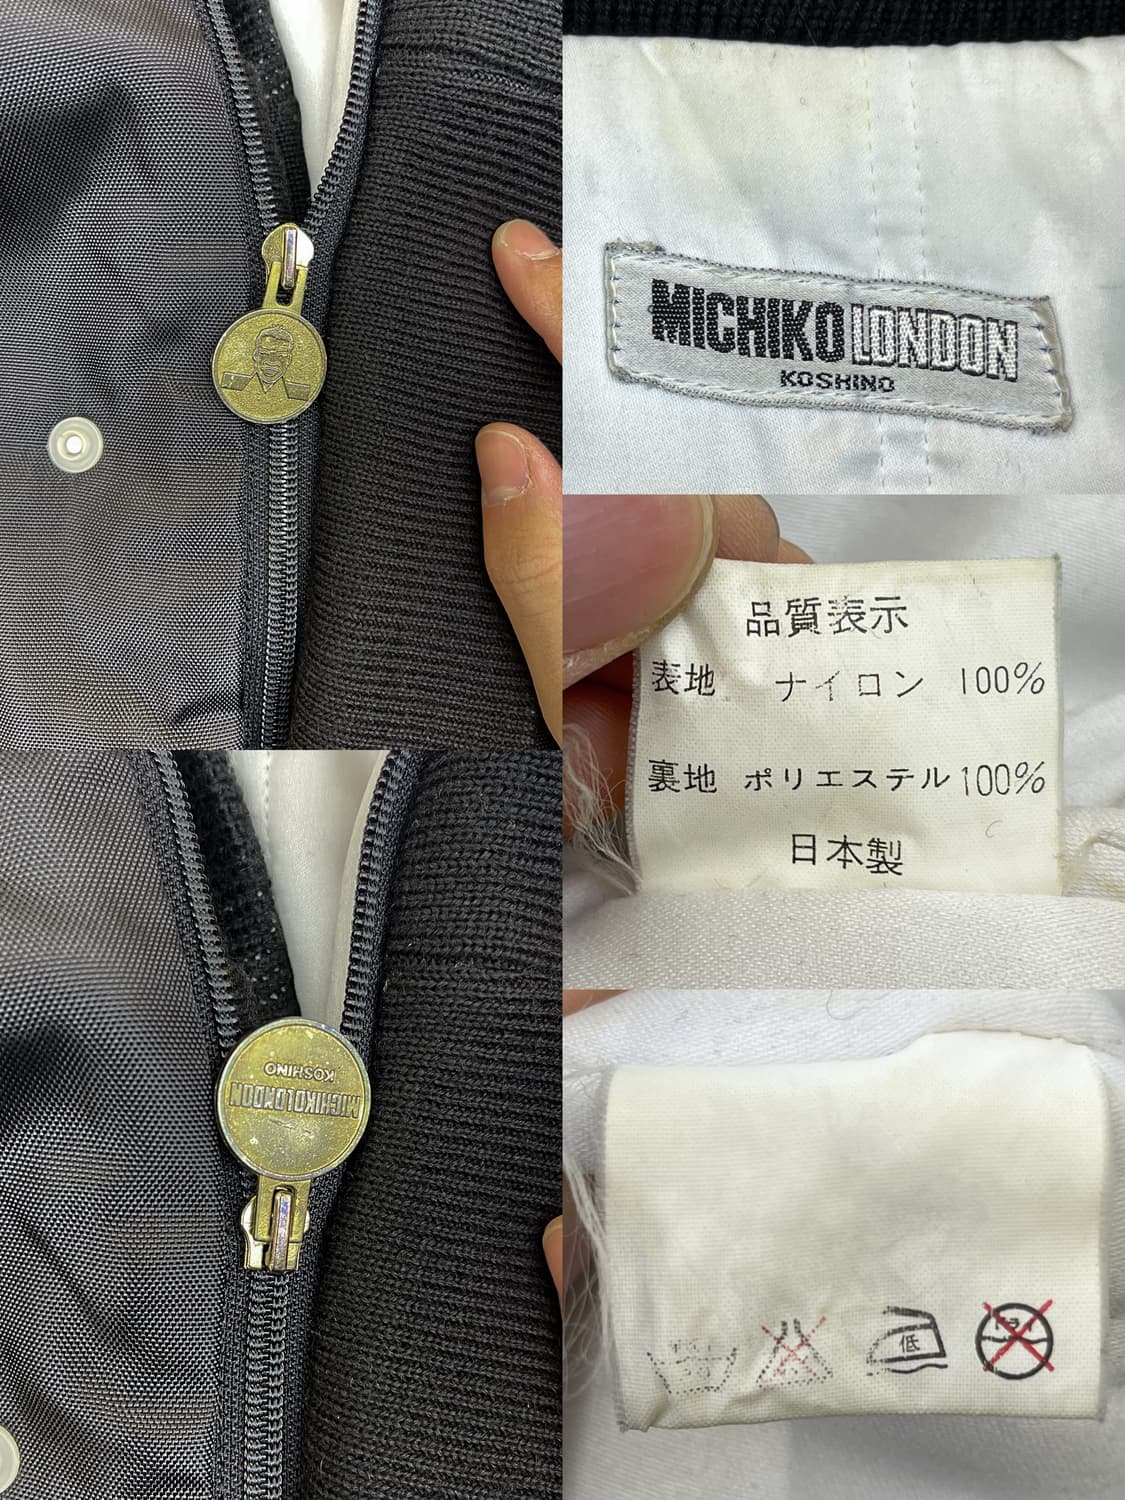 MICHIKO LONDON
KOSHINO
品質表示
表地 ナイロン 100%
裏地 ポリエステル 100%
日本製
MICHIKO LONDON
KOSHINO
低